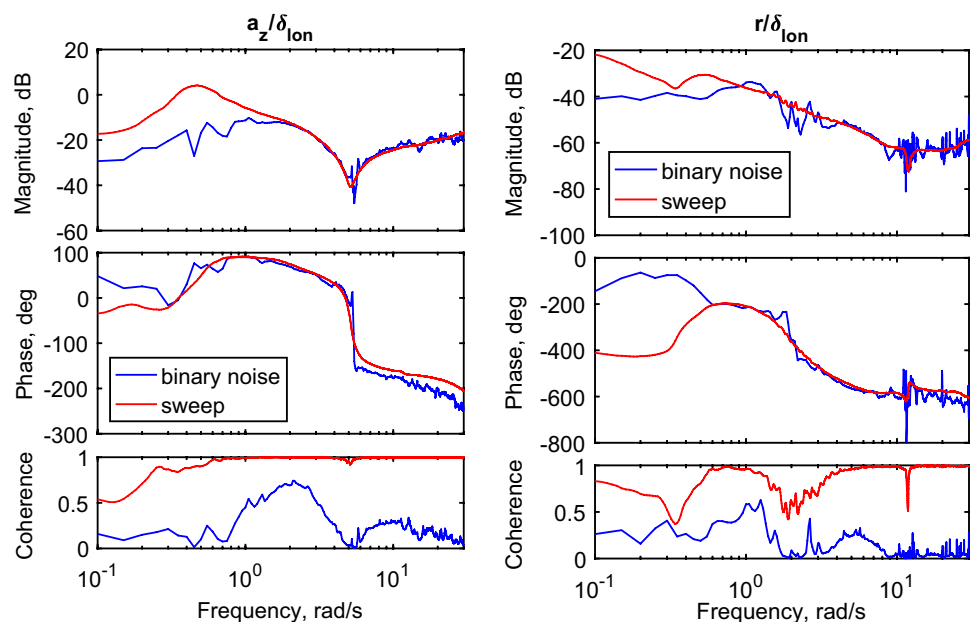 a_z/δ_lon
20
0
-20
-40
-60
Magnitude, dB
100
0
-100
-200
-300
Phase, deg
binary noise
sweep
1
0.5
0
Coherence
10^-1
10^0
10^1
Frequency, rad/s
r/δ_lon
-20
-40
-60
-80
-100
Magnitude, dB
binary noise
sweep
0
-200
-400
-600
-800
Phase, deg
1
0.5
0
Coherence
10^-1
10^0
10^1
Frequency, rad/s